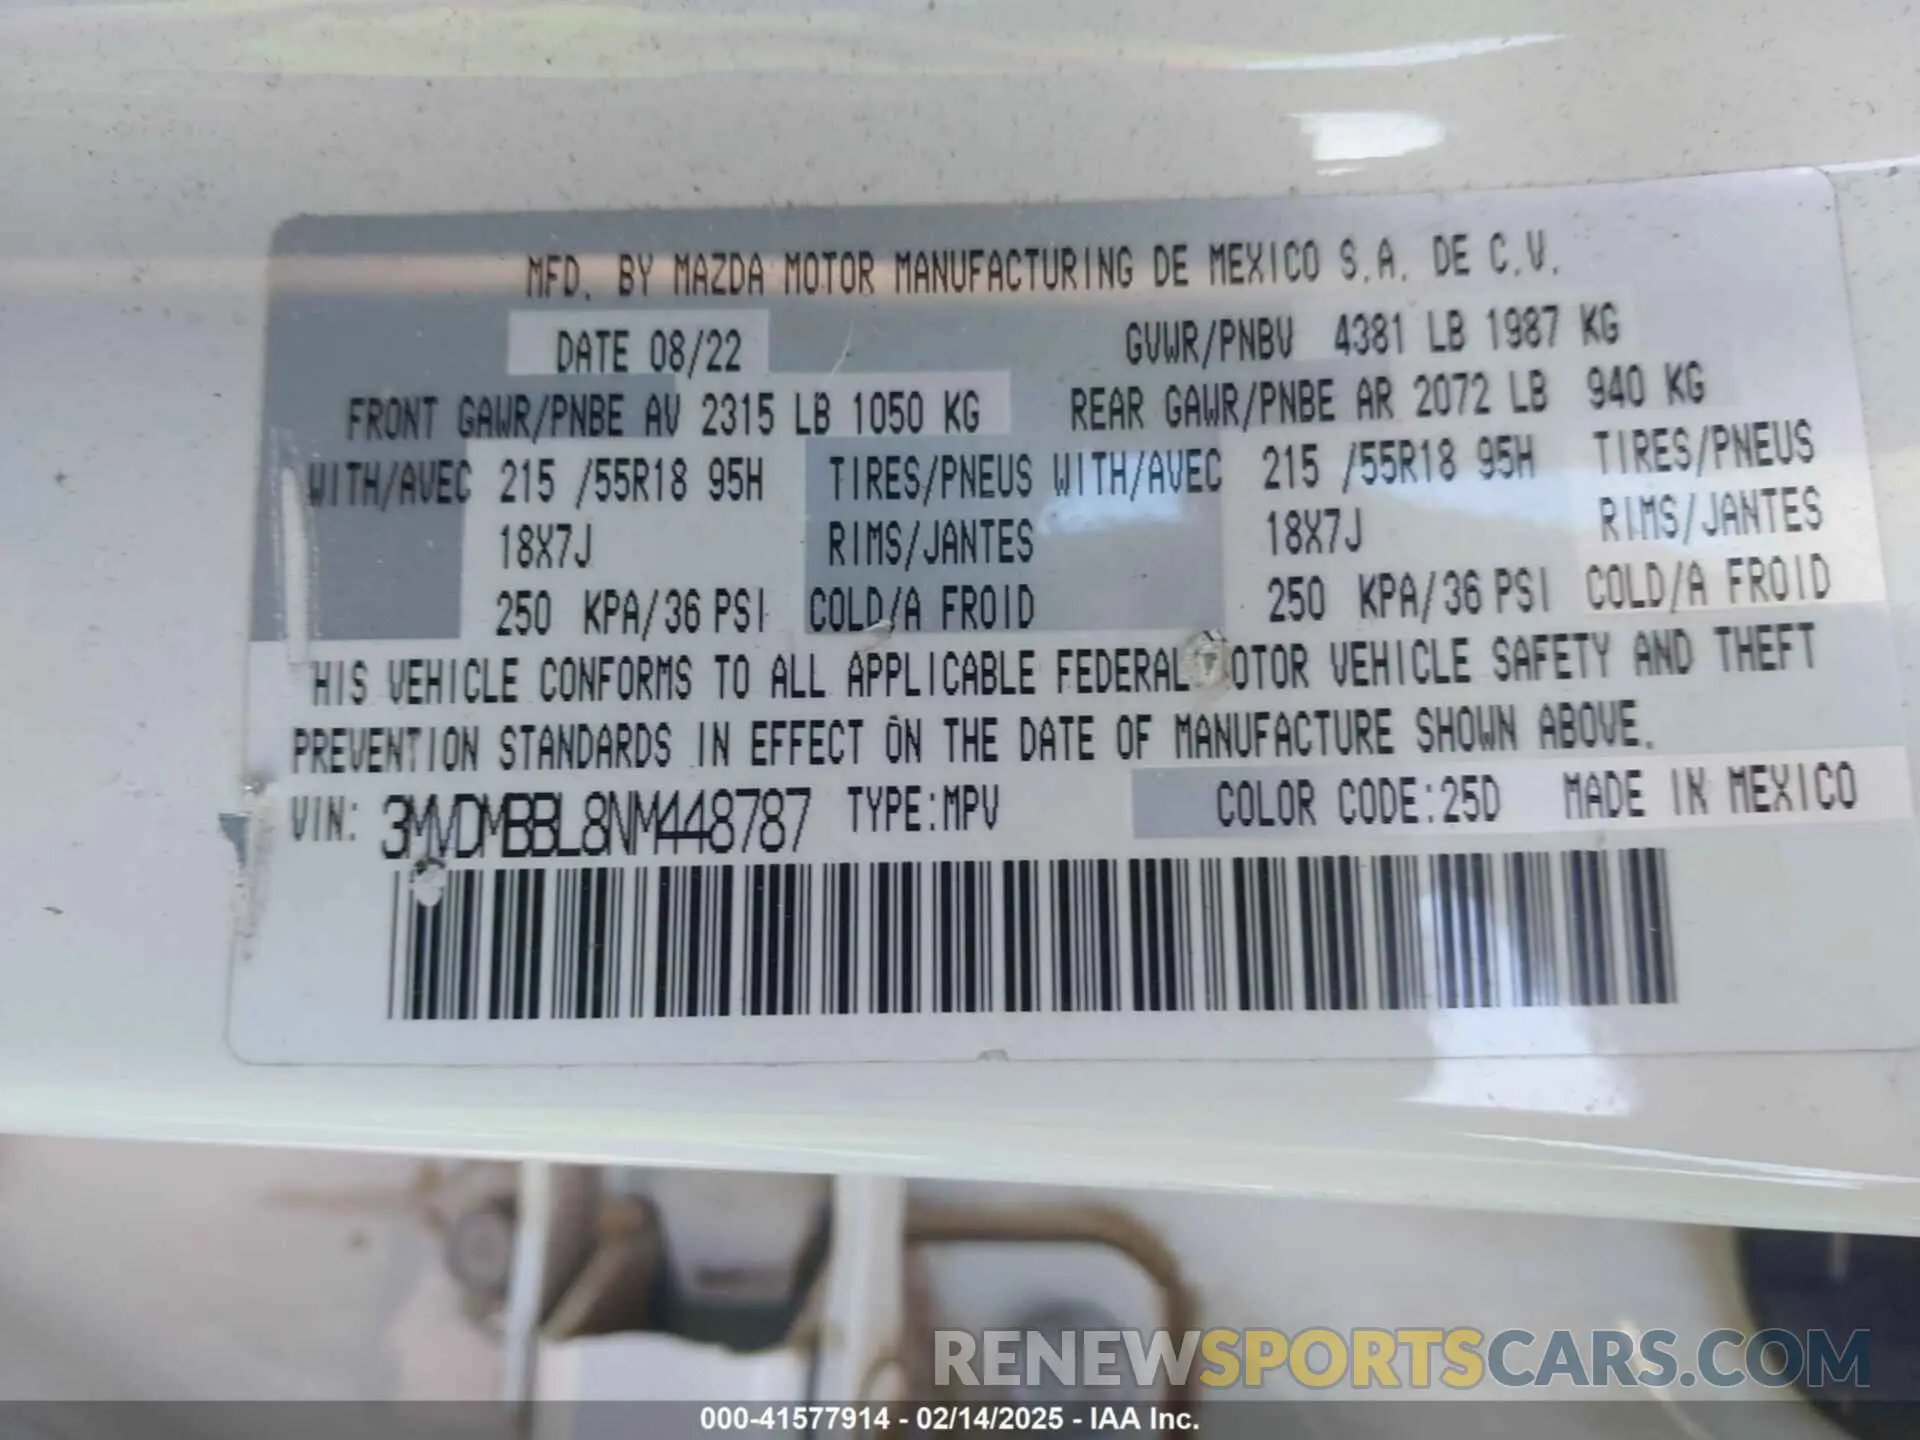 MFD. BY MAZDA MOTOR MANUFACTURING DE MEXICO S.A. DE C.V.
DATE 08/22 GVWR/PNBV 4381 LB 1987 KG
FRONT GAWR/PNBE AV 2315 LB 1050 KG REAR GAWR/PNBE AR 2072 LB 940 KG
WITH/AVEC 215 /55R18 95H TIRES/PNEUS WITH/AVEC 215 /55R18 95H TIRES/PNEUS
18X7J RIMS/JANTES 18X7J RIMS/JANTES
250 KPA/36 PSI COLD/A FROID 250 KPA/36 PSI COLD/A FROID
HIS VEHICLE CONFORMS TO ALL APPLICABLE FEDERAL OTOR VEHICLE SAFETY AND THEFT
PREVENTION STANDARDS IN EFFECT ON THE DATE OF MANUFACTURE SHOWN ABOVE.
VIN: 3MVDMBBL8NM448787 TYPE:MPV COLOR CODE:25D MADE IN MEXICO
RENEWSPORTSCARS.COM
000-41577914 - 02/14/2025 - IAA Inc.